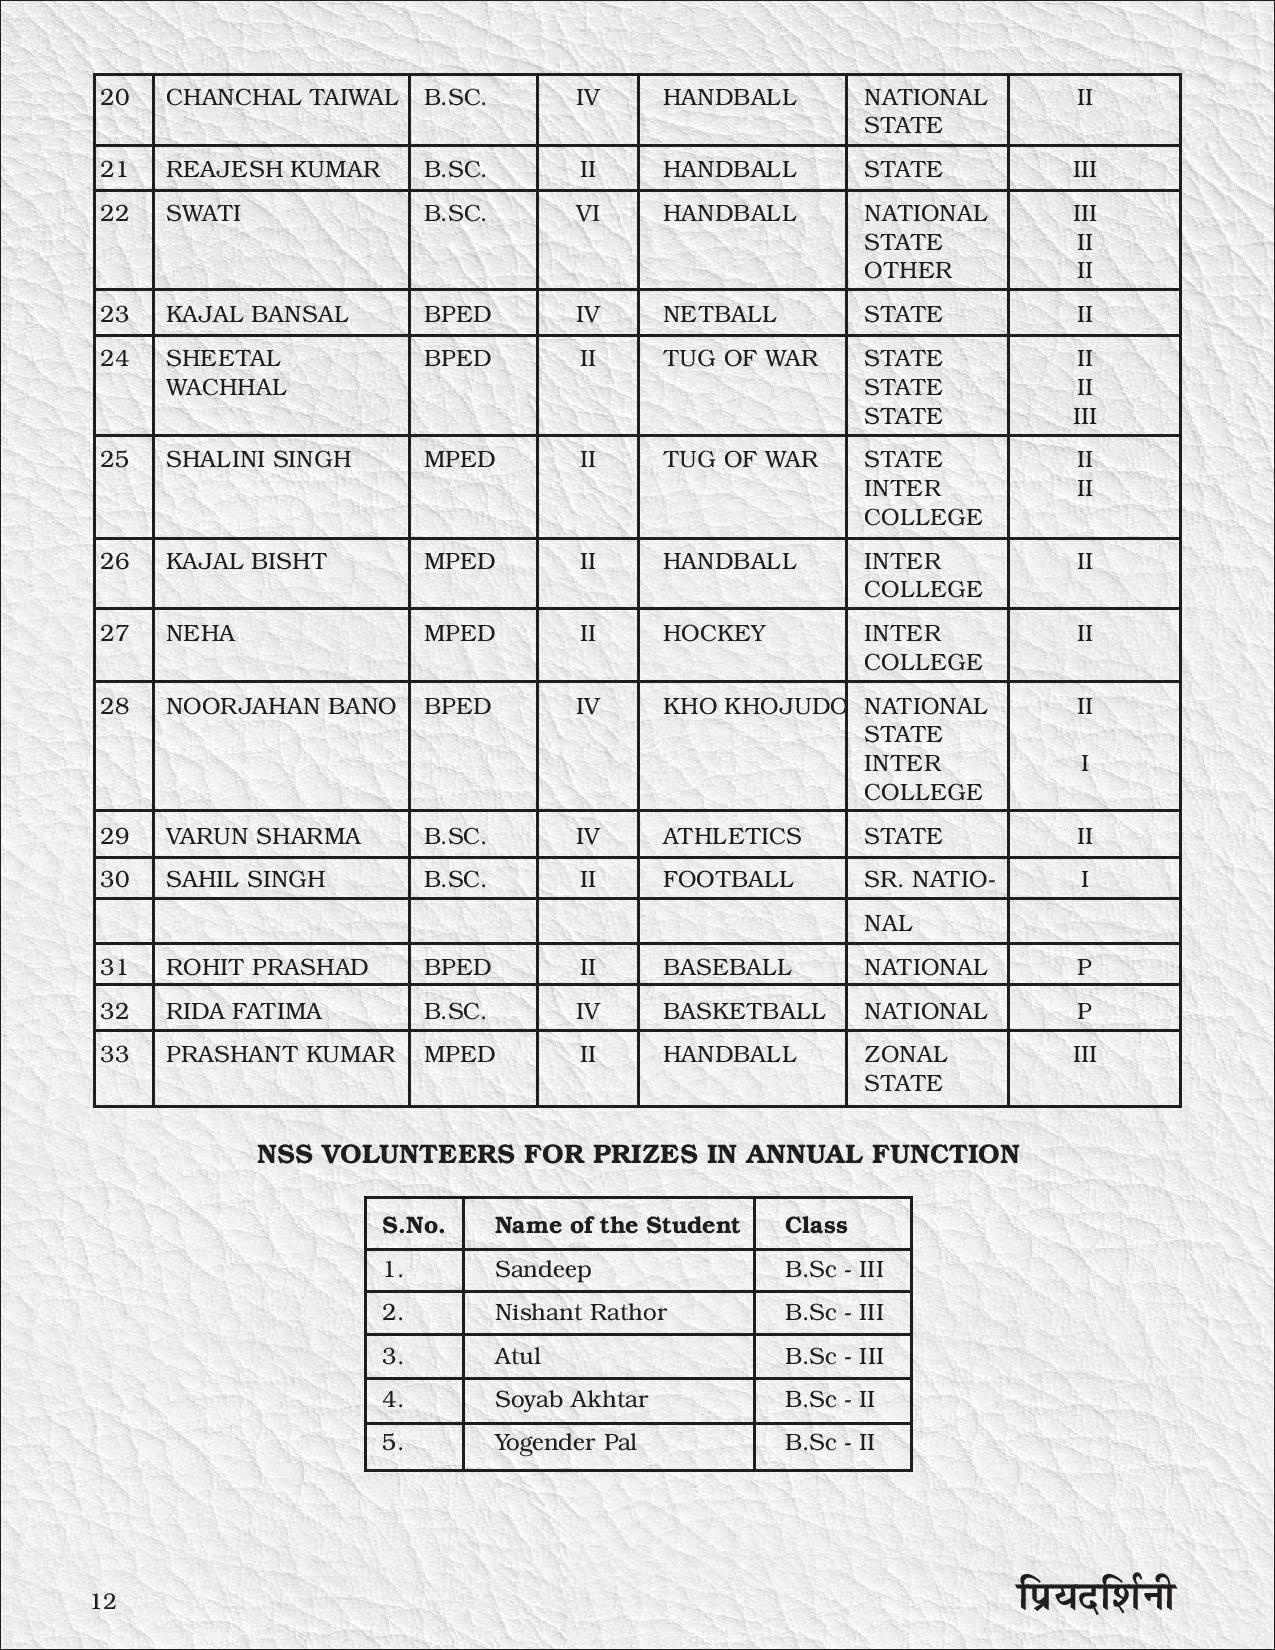 20 CHANCHAL TAIWAL B.SC. IV HANDBALL NATIONAL II
STATE
21 REAJESH KUMAR B.SC. II HANDBALL STATE III
22 SWATI B.SC. VI HANDBALL NATIONAL III
STATE II
OTHER II
23 KAJAL BANSAL BPED IV NETBALL STATE II
24 SHEETAL BPED II TUG OF WAR STATE II
WACHHAL STATE II
STATE III
25 SHALINI SINGH MPED II TUG OF WAR STATE II
INTER II
COLLEGE
26 KAJAL BISHT MPED II HANDBALL INTER II
COLLEGE
27 NEHA MPED II HOCKEY INTER II
COLLEGE
28 NOORJAHAN BANO BPED IV KHO KHOJUDO NATIONAL II
STATE
INTER I
COLLEGE
29 VARUN SHARMA B.SC. IV ATHLETICS STATE II
30 SAHIL SINGH B.SC. II FOOTBALL SR. NATIO- I
NAL
31 ROHIT PRASHAD BPED II BASEBALL NATIONAL P
32 RIDA FATIMA B.SC. IV BASKETBALL NATIONAL P
33 PRASHANT KUMAR MPED II HANDBALL ZONAL III
STATE
NSS VOLUNTEERS FOR PRIZES IN ANNUAL FUNCTION
S.No. Name of the Student Class
1. Sandeep B.Sc - III
2. Nishant Rathor B.Sc - III
3. Atul B.Sc - III
4. Soyab Akhtar B.Sc - II
5. Yogender Pal B.Sc - II
12 प्रियदर्शिनी